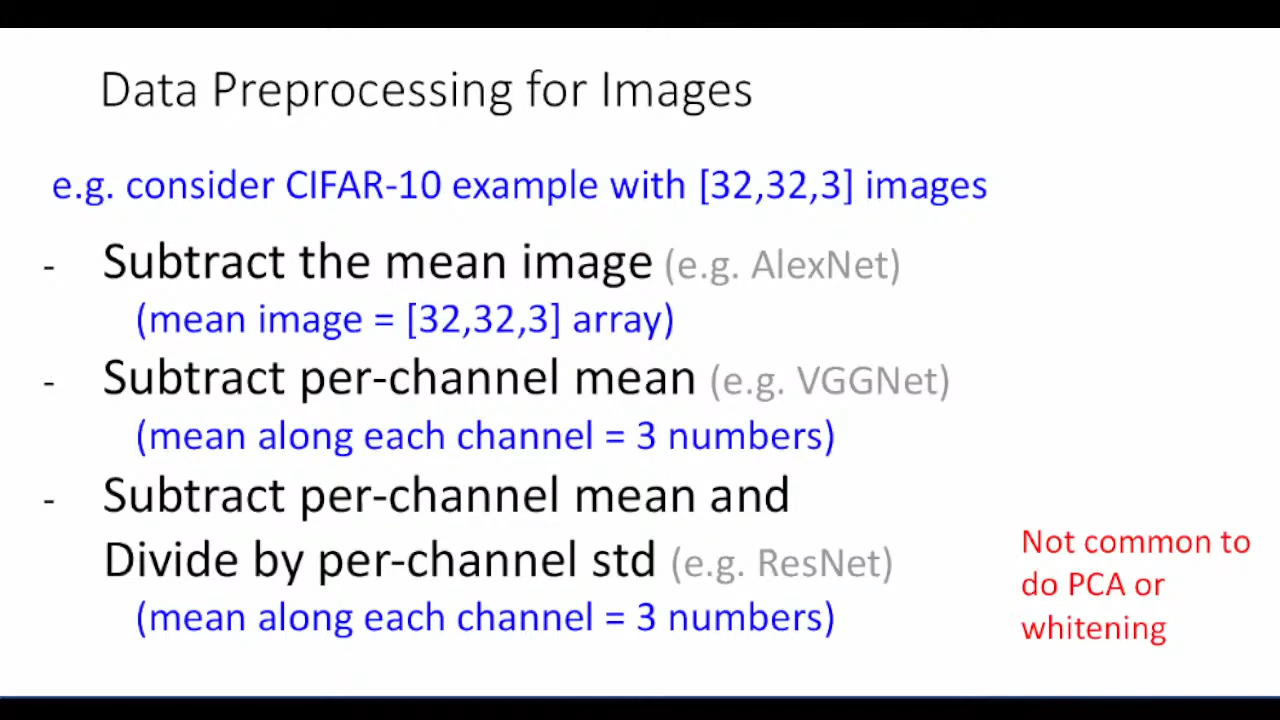 Data Preprocessing for Images
e.g. consider CIFAR-10 example with [32,32,3] images
- Subtract the mean image (e.g. AlexNet)
(mean image = [32,32,3] array)
- Subtract per-channel mean (e.g. VGGNet)
(mean along each channel = 3 numbers)
- Subtract per-channel mean and
Divide by per-channel std (e.g. ResNet)
(mean along each channel = 3 numbers)
Not common to
do PCA or
whitening